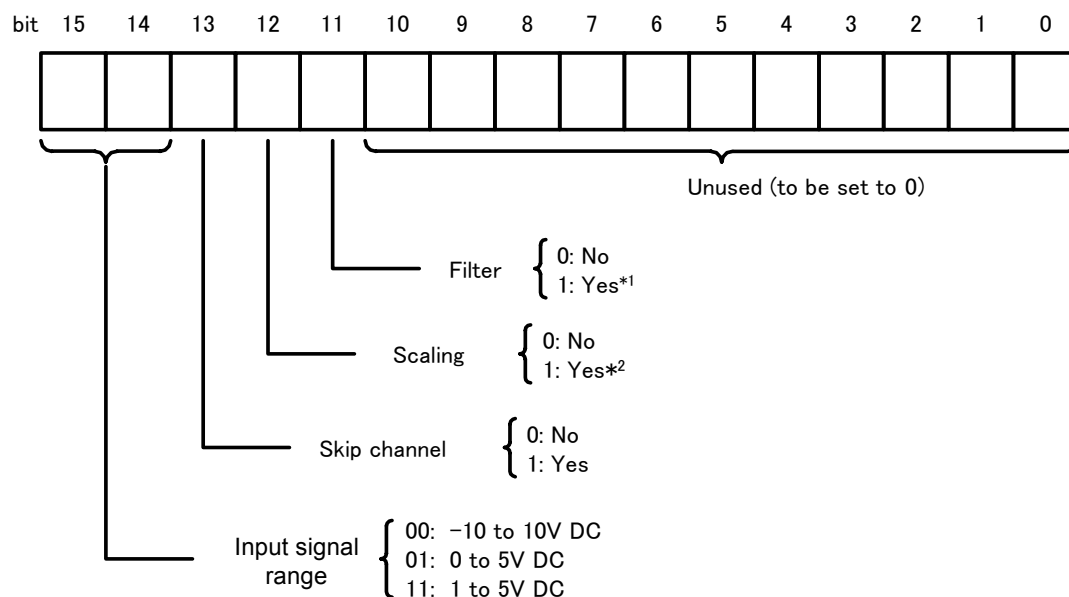 bit 15 14 13 12 11 10 9 8 7 6 5 4 3 2 1 0
Unused (to be set to 0)
Filter
0: No
1: Yes*1
Scaling
0: No
1: Yes*2
Skip channel
0: No
1: Yes
Input signal
range
00: -10 to 10V DC
01: 0 to 5V DC
11: 1 to 5V DC